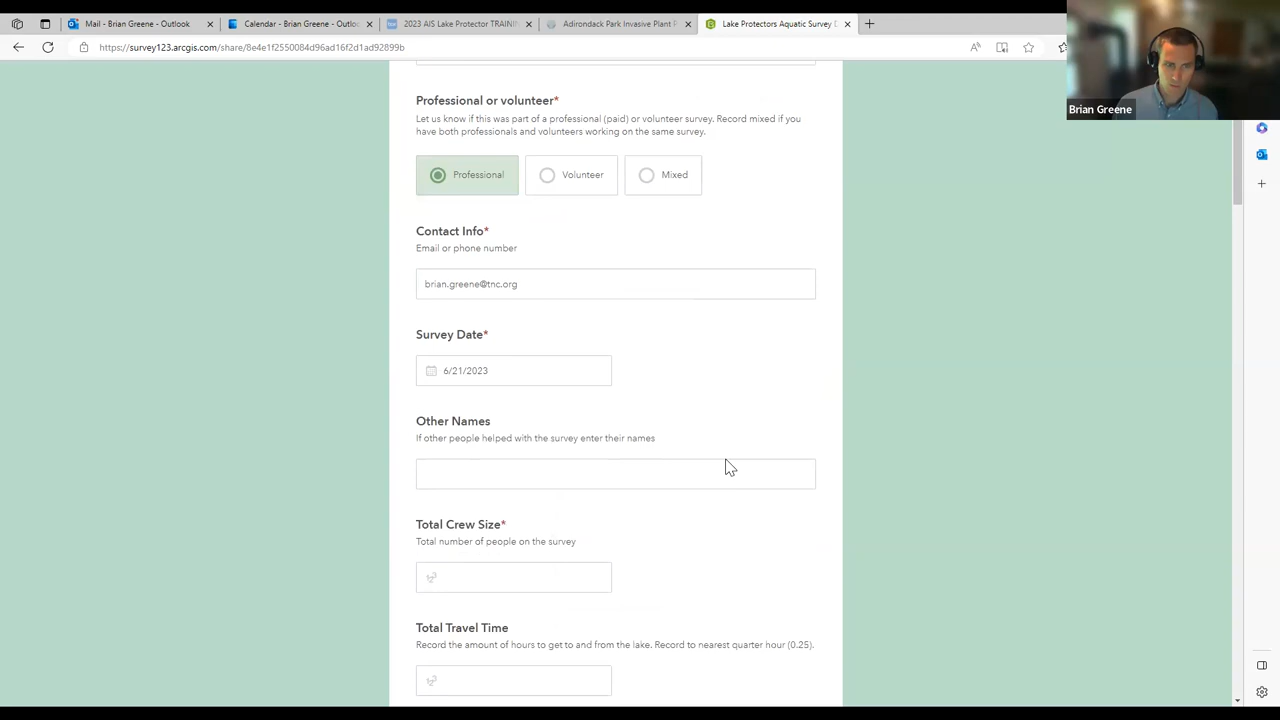 Mail - Brian Greene - Outlook
Calendar - Brian Greene - Outloo
2023 AIS Lake Protector TRAININ
Adirondack Park Invasive Plant P
Lake Protectors Aquatic Survey D
https://survey123.arcgis.com/share/8e4e1f2550084d96ad16f2d1ad92899b
Brian Greene
Professional or volunteer*
Let us know if this was part of a professional (paid) or volunteer survey. Record mixed if you
have both professionals and volunteers working on the same survey.
Professional
Volunteer
Mixed
Contact Info*
Email or phone number
brian.greene@tnc.org
Survey Date*
6/21/2023
Other Names
If other people helped with the survey enter their names
Total Crew Size*
Total number of people on the survey
Total Travel Time
Record the amount of hours to get to and from the lake. Record to nearest quarter hour (0.25).